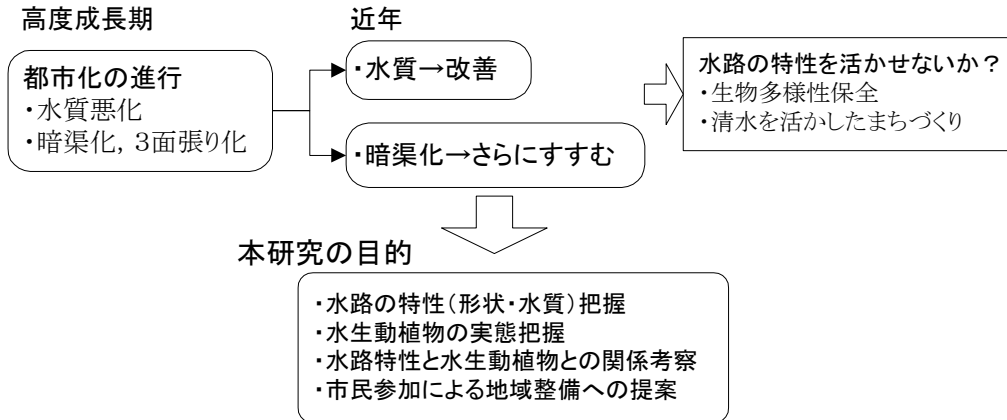 高度成長期
都市化の進行
・水質悪化
・暗渠化，3面張り化
近年
・水質→改善
・暗渠化→さらにすすむ
水路の特性を活かせないか？
・生物多様性保全
・清水を活かしたまちづくり
本研究の目的
・水路の特性(形状・水質)把握
・水生動植物の実態把握
・水路特性と水生動植物との関係考察
・市民参加による地域整備への提案